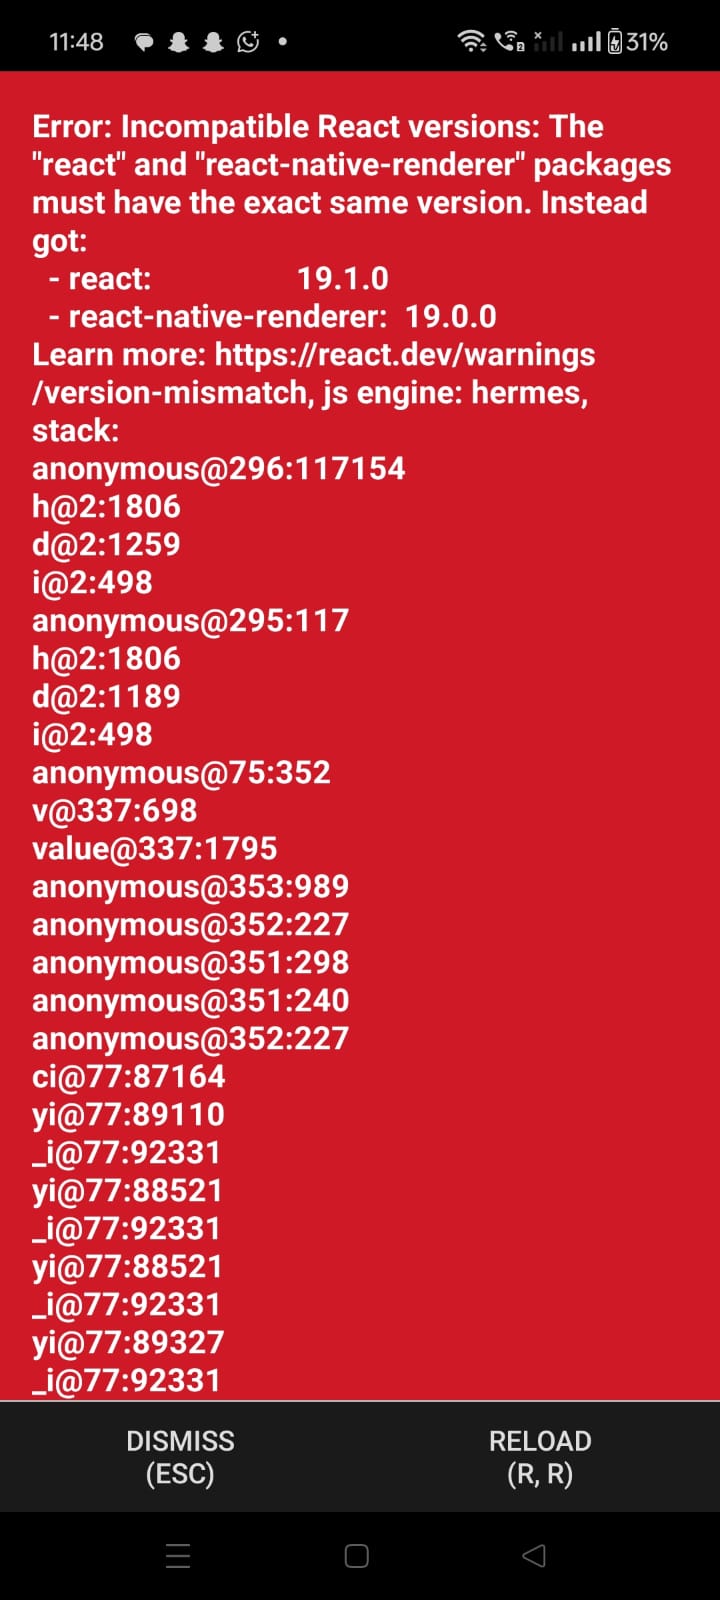 11:48
31%
Error: Incompatible React versions: The
"react" and "react-native-renderer" packages
must have the exact same version. Instead
got:
- react: 19.1.0
- react-native-renderer: 19.0.0
Learn more: https://react.dev/warnings
/version-mismatch, js engine: hermes,
stack:
anonymous@296:117154
h@2:1806
d@2:1259
i@2:498
anonymous@295:117
h@2:1806
d@2:1189
i@2:498
anonymous@75:352
v@337:698
value@337:1795
anonymous@353:989
anonymous@352:227
anonymous@351:298
anonymous@351:240
anonymous@352:227
ci@77:87164
yi@77:89110
_i@77:92331
yi@77:88521
_i@77:92331
yi@77:88521
_i@77:92331
yi@77:89327
_i@77:92331
DISMISS
(ESC)
RELOAD
(R, R)